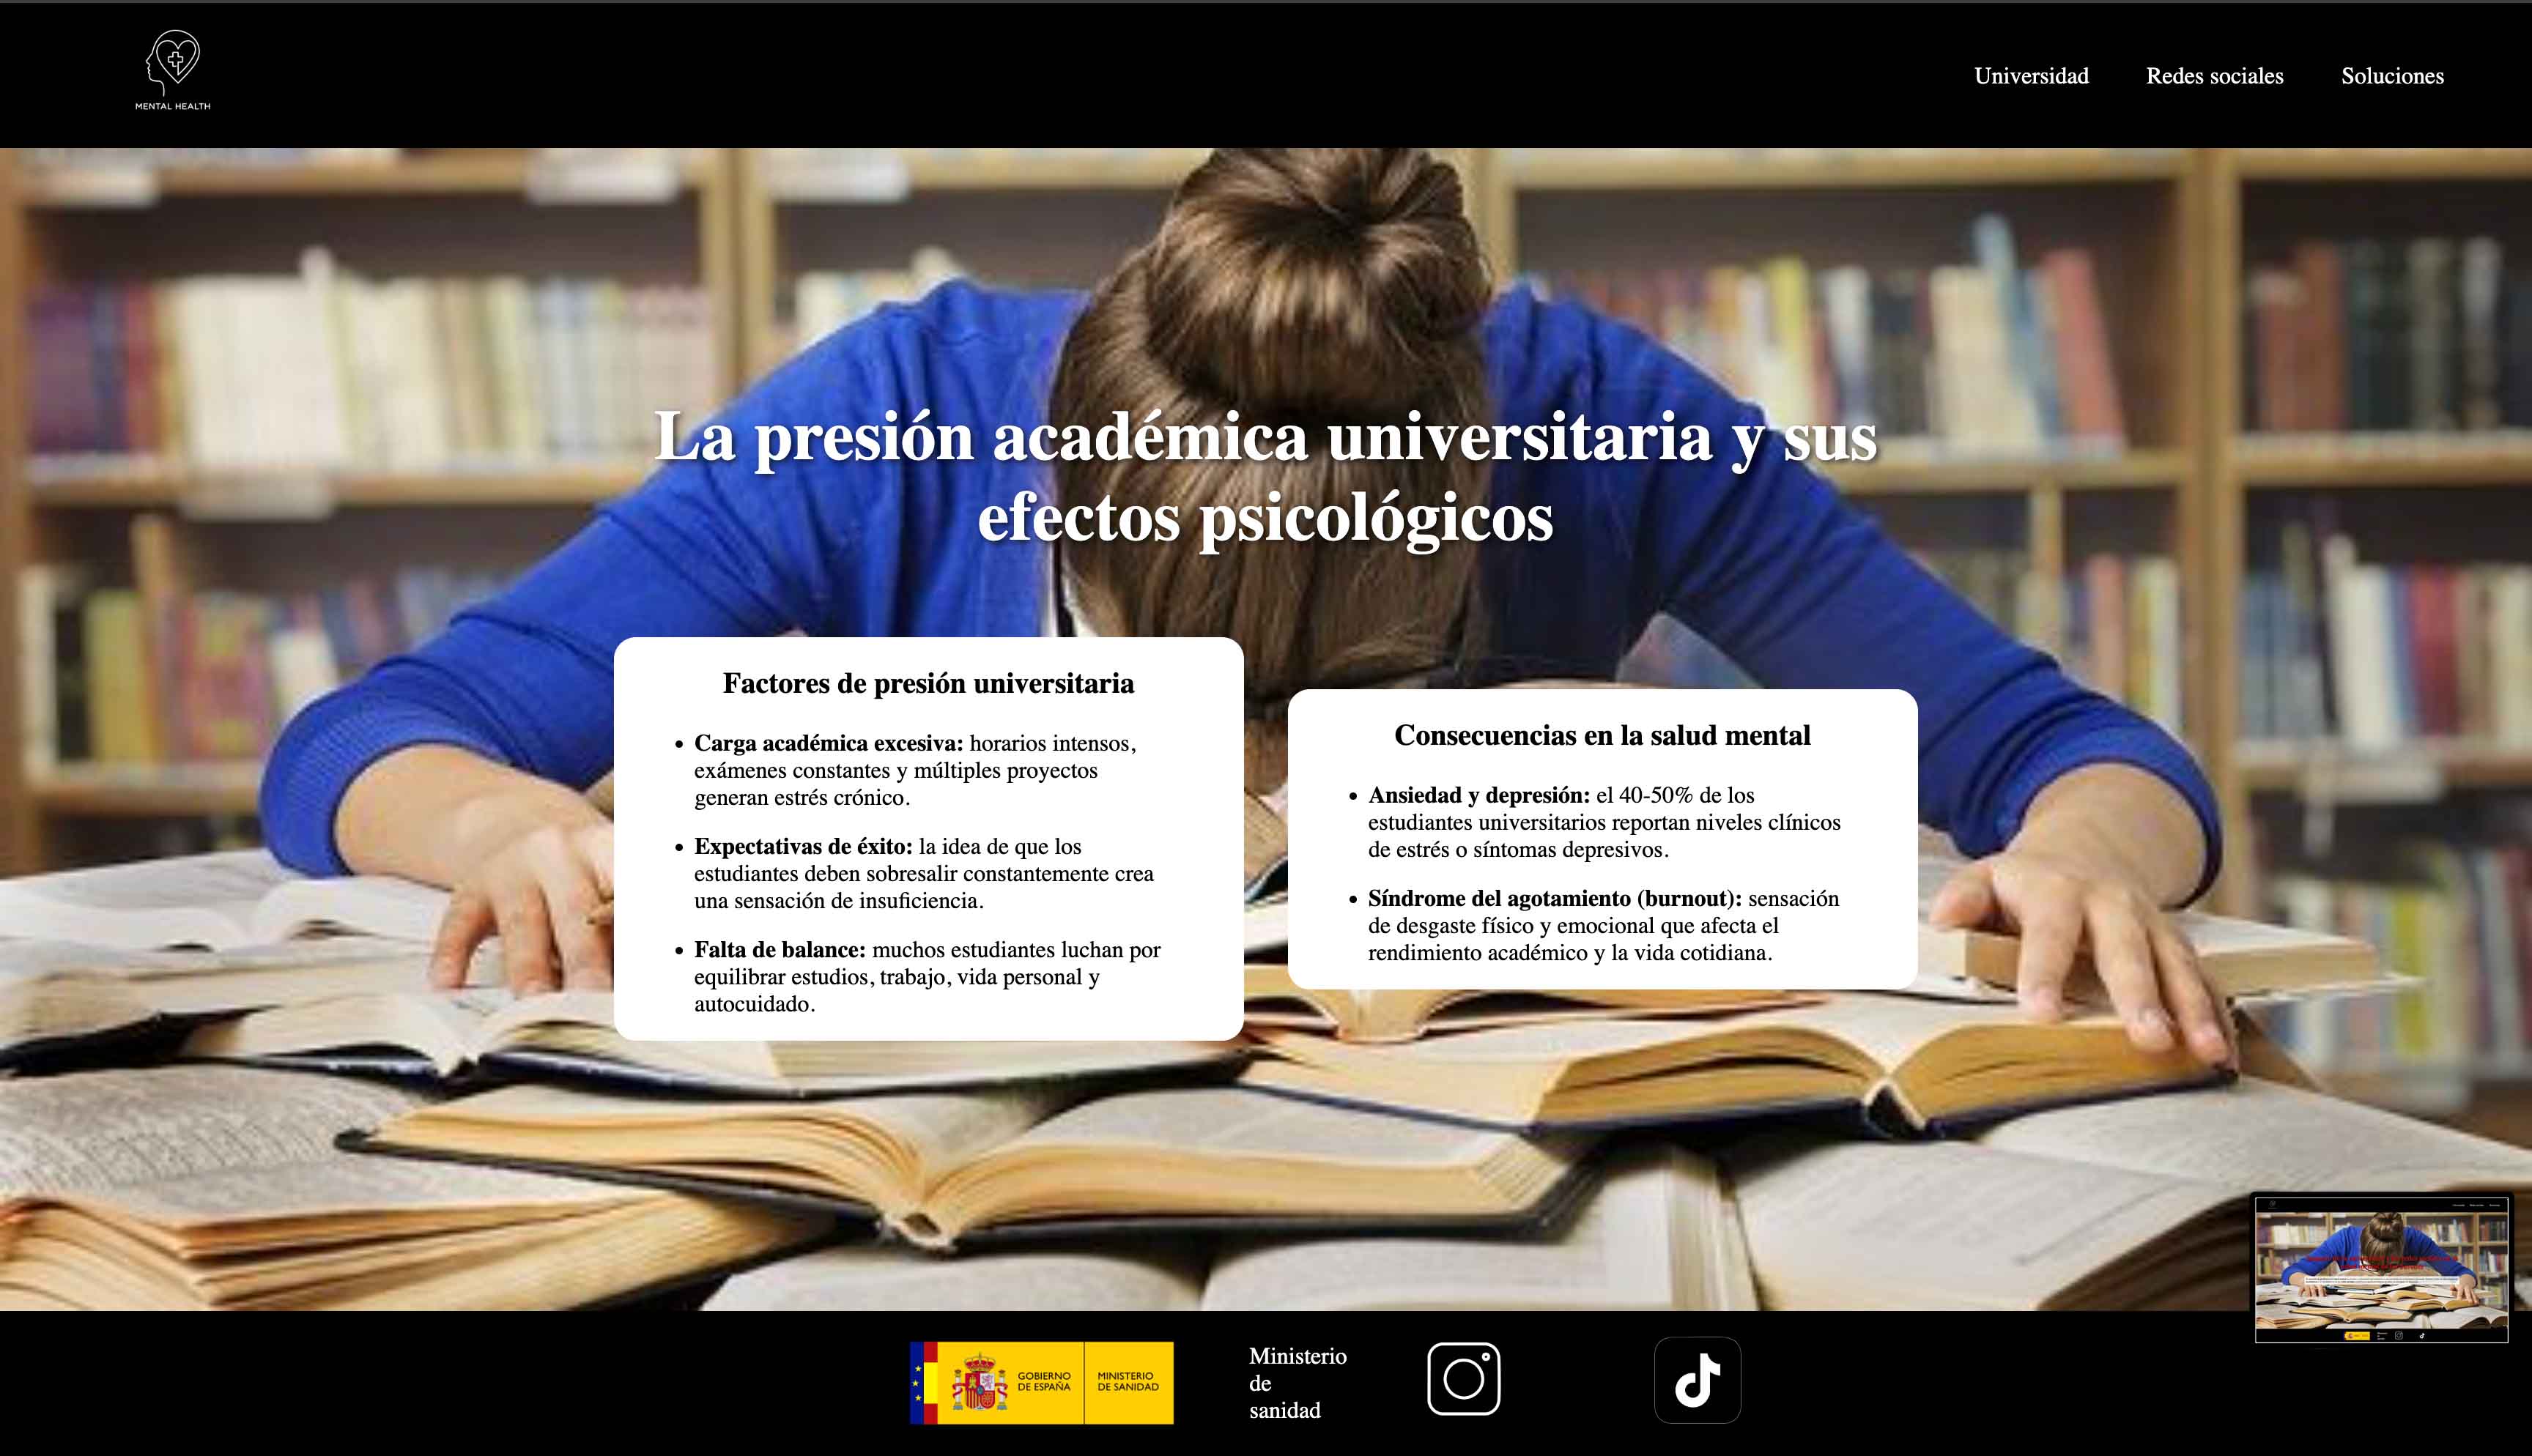 MENTAL HEALTH
Universidad
Redes sociales
Soluciones
La presión académica universitaria y sus
efectos psicológicos
Factores de presión universitaria
• Carga académica excesiva: horarios intensos,
exámenes constantes y múltiples proyectos
generan estrés crónico.
• Expectativas de éxito: la idea de que los
estudiantes deben sobresalir constantemente crea
una sensación de insuficiencia.
• Falta de balance: muchos estudiantes luchan por
equilibrar estudios, trabajo, vida personal y
autocuidado.
Consecuencias en la salud mental
• Ansiedad y depresión: el 40-50% de los
estudiantes universitarios reportan niveles clínicos
de estrés o síntomas depresivos.
• Síndrome del agotamiento (burnout): sensación
de desgaste físico y emocional que afecta el
rendimiento académico y la vida cotidiana.
GOBIERNO
DE ESPAÑA
MINISTERIO
DE SANIDAD
Ministerio
de
sanidad